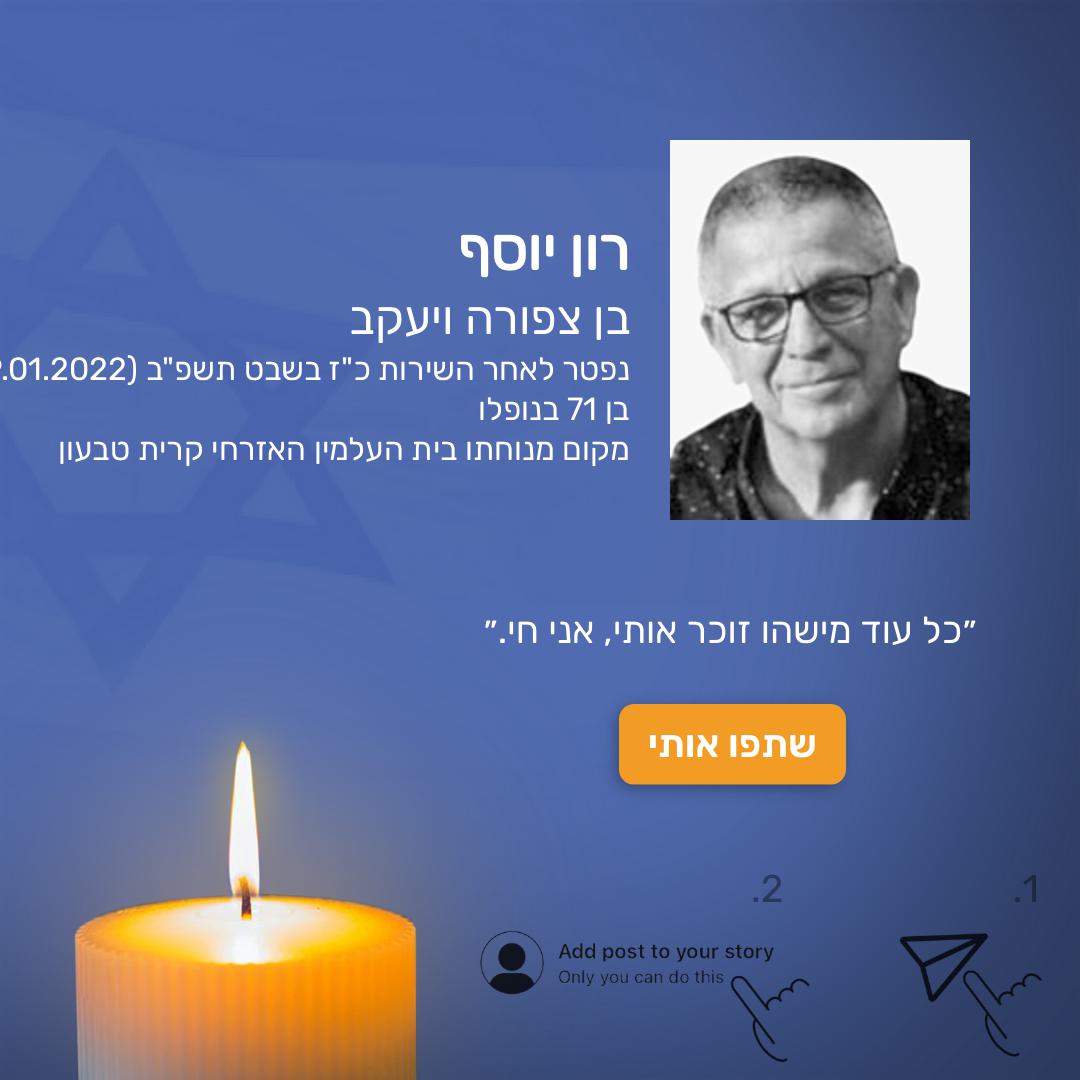 רון יוסף
בן צפורה ויעקב
נפטר לאחר השירות כ"ז בשבט תשפ"ב (.01.2022)
בן 71 בנופלו
מקום מנוחתו בית העלמין האזרחי קרית טבעון
״כל עוד מישהו זוכר אותי, אני חי.״
שתפו אותי
1.
2.
Add post to your story
Only you can do this